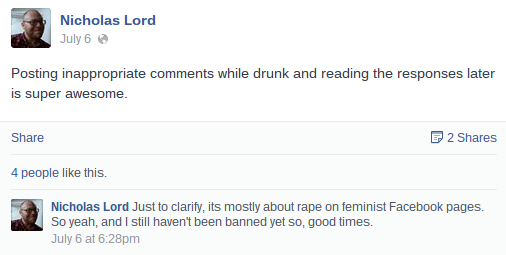 Nicholas Lord
July 6
Posting inappropriate comments while drunk and reading the responses later
is super awesome.
Share
2 Shares
4 people like this.
Nicholas Lord Just to clarify, its mostly about rape on feminist Facebook pages.
So yeah, and I still haven't been banned yet so, good times.
July 6 at 6:28pm